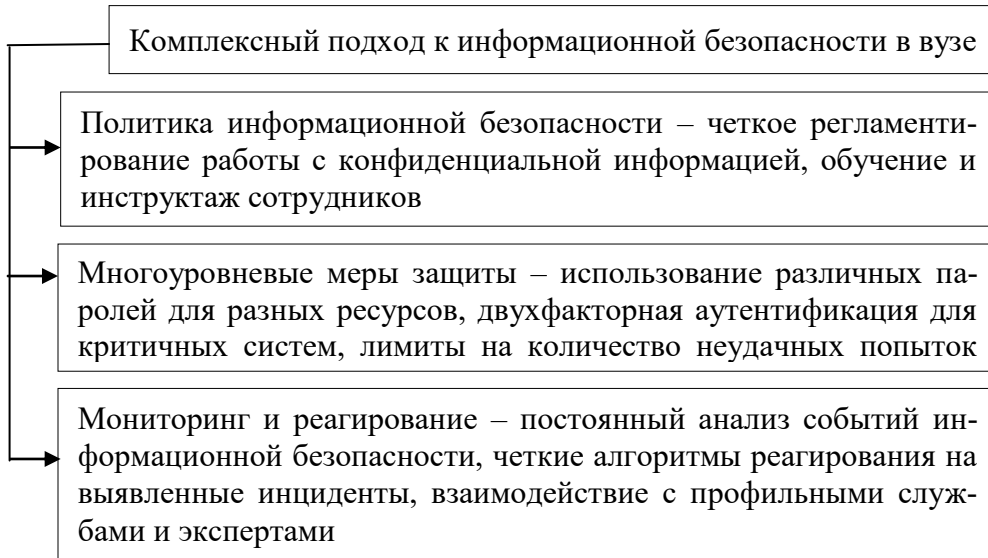 Комплексный подход к информационной безопасности в вузе
Политика информационной безопасности – четкое регламенти-
рование работы с конфиденциальной информацией, обучение и
инструктаж сотрудников
Многоуровневые меры защиты – использование различных па-
ролей для разных ресурсов, двухфакторная аутентификация для
критичных систем, лимиты на количество неудачных попыток
Мониторинг и реагирование – постоянный анализ событий ин-
формационной безопасности, четкие алгоритмы реагирования на
выявленные инциденты, взаимодействие с профильными служ-
бами и экспертами